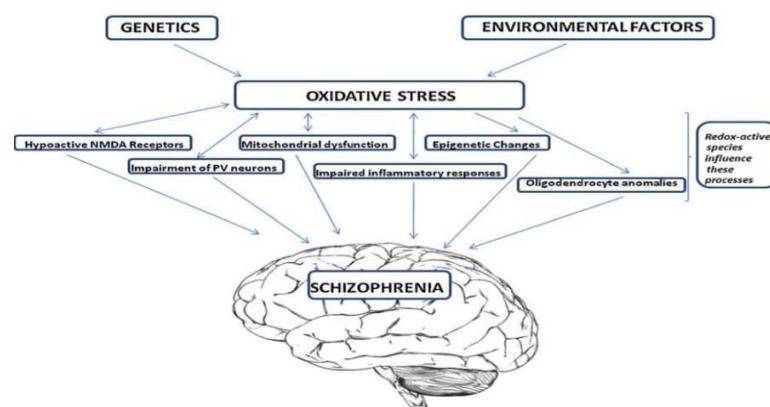 GENETICS
ENVIRONMENTAL FACTORS
OXIDATIVE STRESS
Hypoactive NMDA Receptors
Mitochondrial dysfunction
Epigenetic Changes
Impairment of PV neurons
Impaired inflammatory responses
Oligodendrocyte anomalies
Redox-active
species
influence
these
processes
SCHIZOPHRENIA